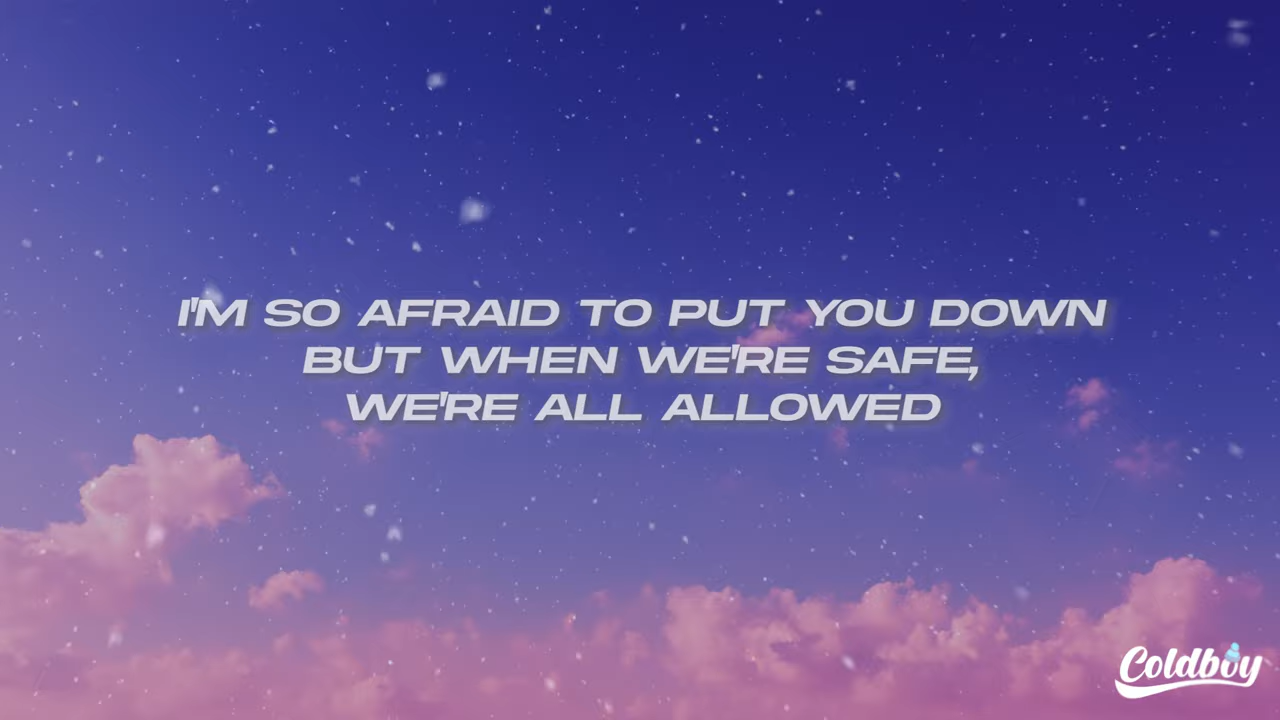 I'M SO AFRAID TO PUT YOU DOWN
BUT WHEN WE'RE SAFE,
WE'RE ALL ALLOWED
Coldboy